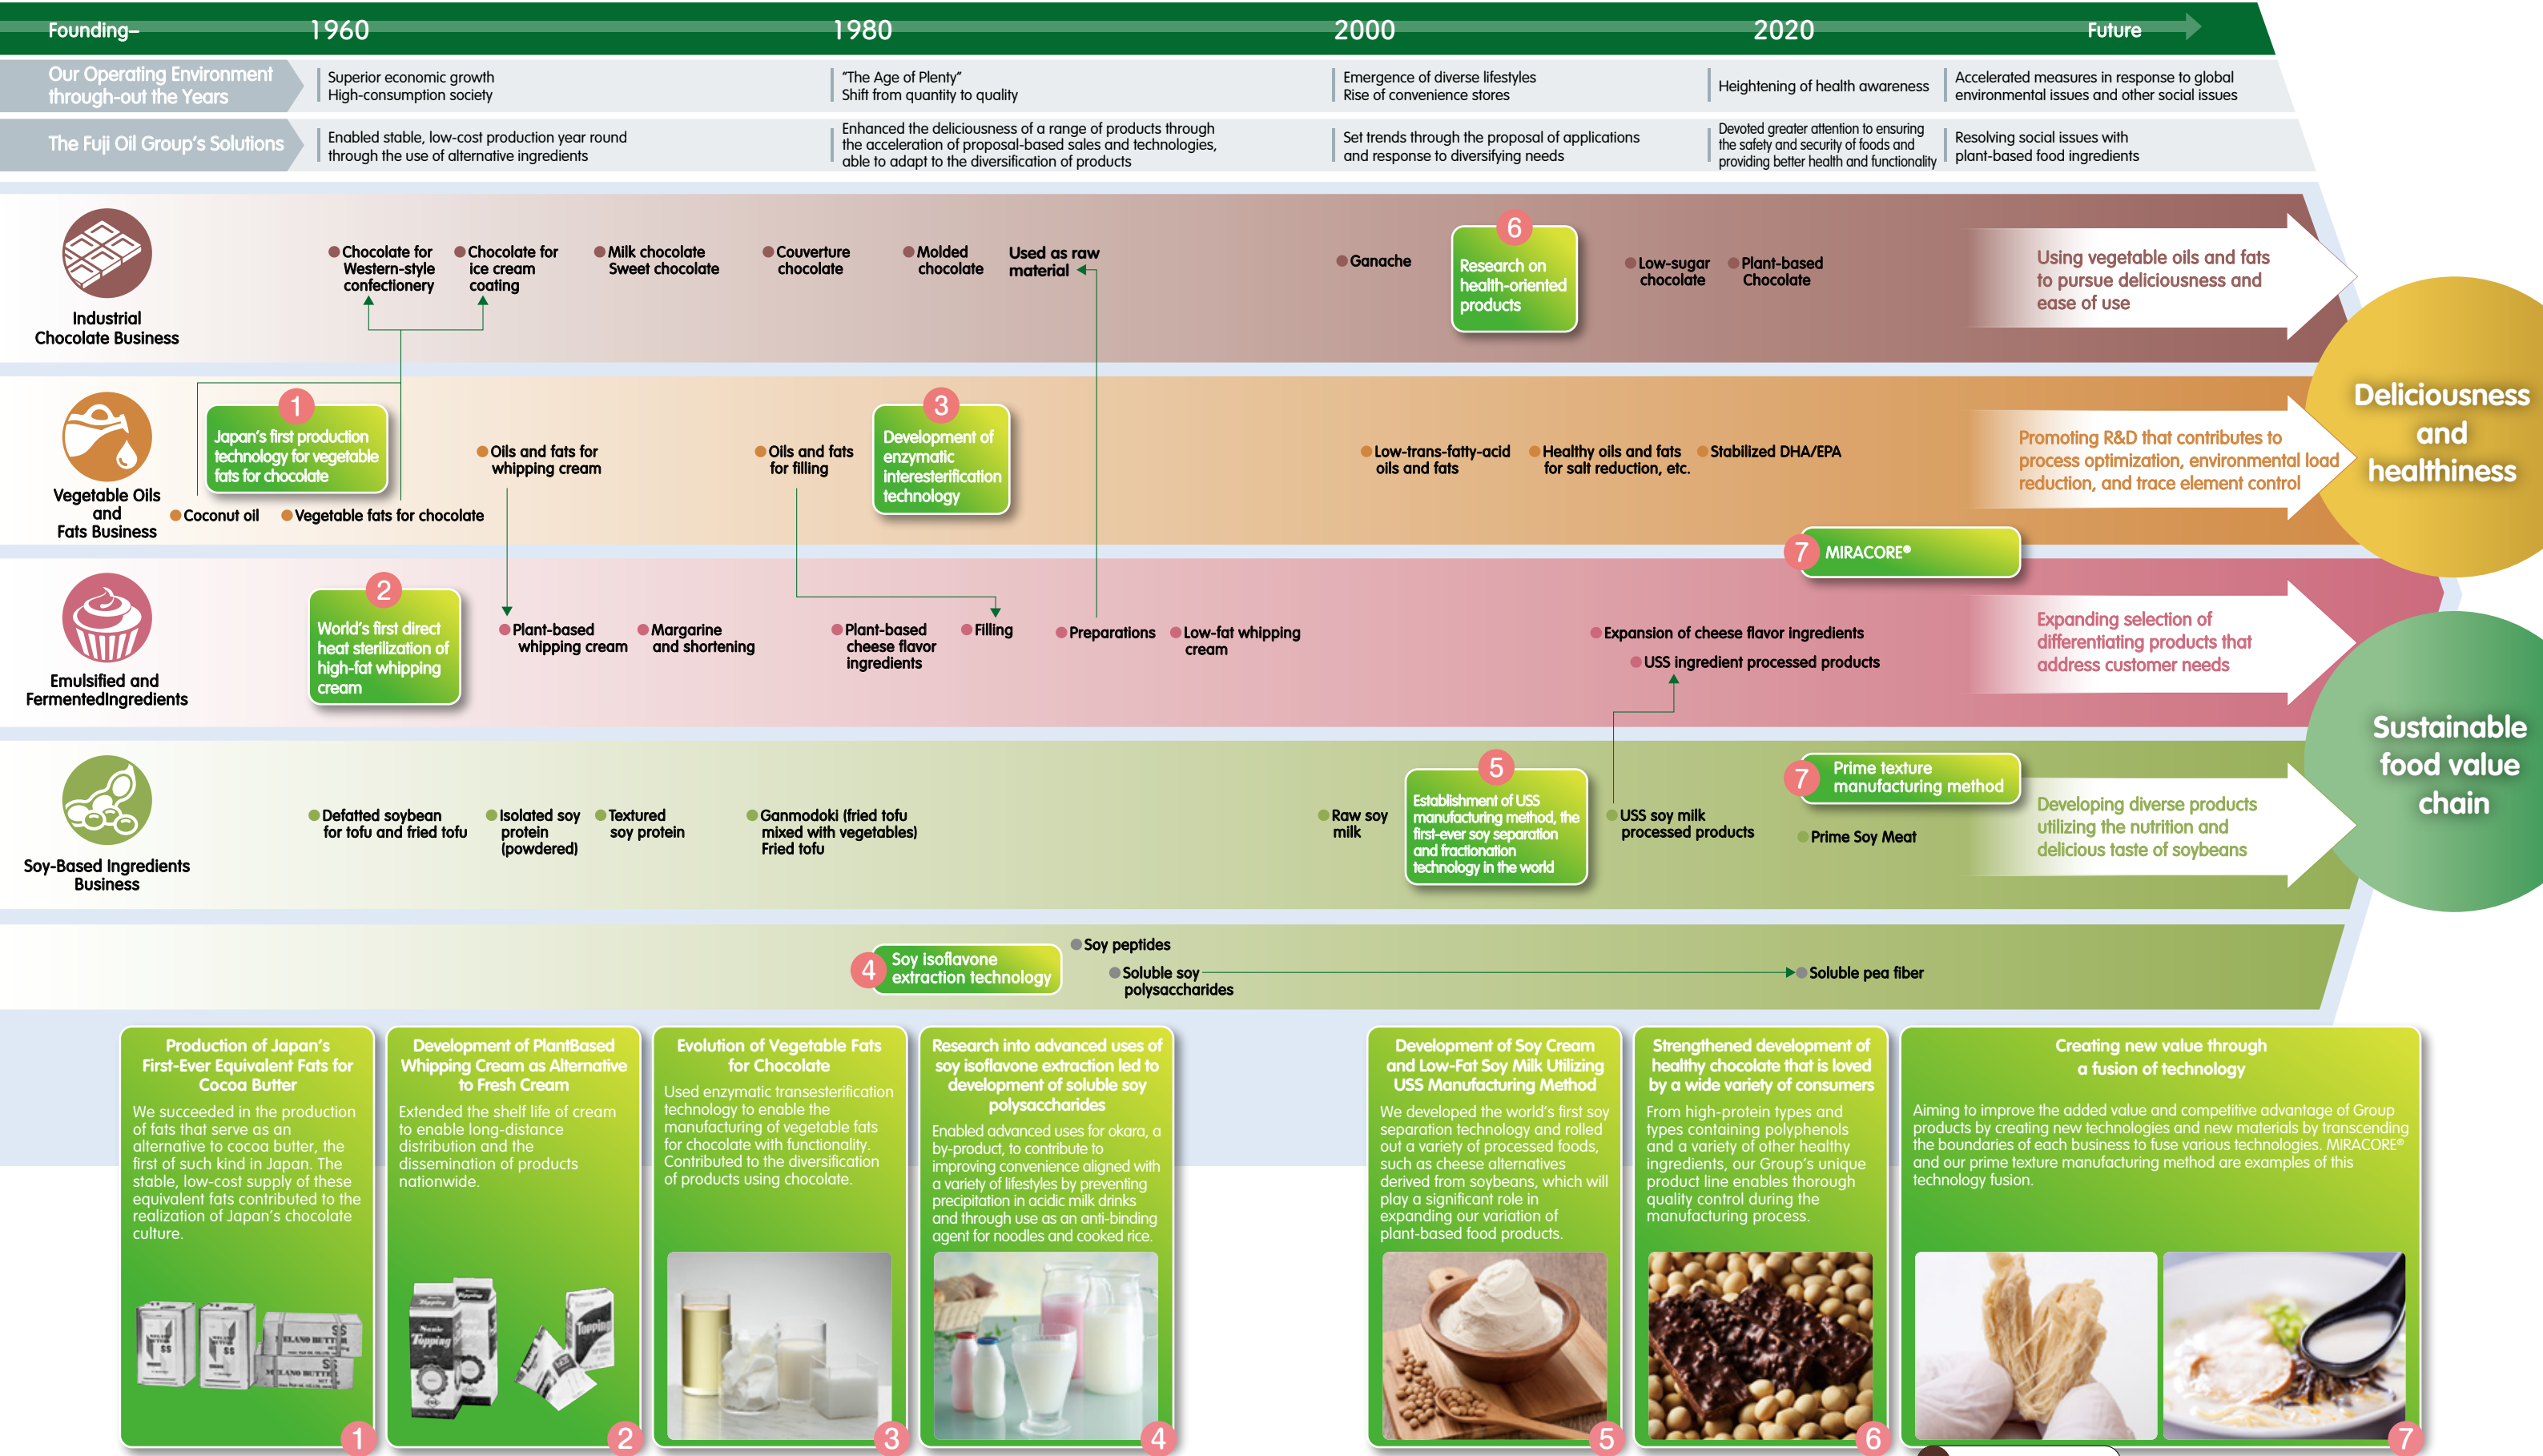 Founding–
1960
1980
2000
2020
Future
Our Operating Environment
through-out the Years
Superior economic growth
High-consumption society
“The Age of Plenty”
Shift from quantity to quality
Emergence of diverse lifestyles
Rise of convenience stores
Heightening of health awareness
Accelerated measures in response to global
environmental issues and other social issues
The Fuji Oil Group’s Solutions
Enabled stable, low-cost production year round
through the use of alternative ingredients
Enhanced the deliciousness of a range of products through
the acceleration of proposal-based sales and technologies,
able to adapt to the diversification of products
Set trends through the proposal of applications
and response to diversifying needs
Devoted greater attention to ensuring
the safety and security of foods and
providing better health and functionality
Resolving social issues with
plant-based food ingredients
Industrial
Chocolate Business
Chocolate for
Western-style
confectionery
Chocolate for
ice cream
coating
Milk chocolate
Sweet chocolate
Couverture
chocolate
Molded
chocolate
Used as raw
material
Ganache
6
Research on
health-oriented
products
Low-sugar
chocolate
Plant-based
Chocolate
Using vegetable oils and fats
to pursue deliciousness and
ease of use
Vegetable Oils
and
Fats Business
1
Japan’s first production
technology for vegetable
fats for chocolate
Coconut oil
Vegetable fats for chocolate
Oils and fats for
whipping cream
Oils and fats
for filling
3
Development of
enzymatic
interesterification
technology
Low-trans-fatty-acid
oils and fats
Healthy oils and fats
for salt reduction, etc.
Stabilized DHA/EPA
Promoting R&D that contributes to
process optimization, environmental load
reduction, and trace element control
Deliciousness
and
healthiness
7
MIRACORE®
Emulsified and
FermentedIngredients
2
World’s first direct
heat sterilization of
high-fat whipping
cream
Plant-based
whipping cream
Margarine
and shortening
Plant-based
cheese flavor
ingredients
Filling
Preparations
Low-fat whipping
cream
Expansion of cheese flavor ingredients
USS ingredient processed products
Expanding selection of
differentiating products that
address customer needs
Sustainable
food value
chain
Soy-Based Ingredients
Business
Defatted soybean
for tofu and fried tofu
Isolated soy
protein
(powdered)
Textured
soy protein
Ganmodoki (fried tofu
mixed with vegetables)
Fried tofu
Raw soy
milk
5
Establishment of USS
manufacturing method, the
first-ever soy separation
and fractionation
technology in the world
USS soy milk
processed products
7
Prime texture
manufacturing method
Prime Soy Meat
Developing diverse products
utilizing the nutrition and
delicious taste of soybeans
4
Soy isoflavone
extraction technology
Soy peptides
Soluble soy
polysaccharides
Soluble pea fiber
Production of Japan’s
First-Ever Equivalent Fats for
Cocoa Butter
We succeeded in the production
of fats that serve as an
alternative to cocoa butter, the
first of such kind in Japan. The
stable, low-cost supply of these
equivalent fats contributed to the
realization of Japan’s chocolate
culture.
MELANO BUTTER
SS
MELANO BUTTER
SS
1
Development of PlantBased
Whipping Cream as Alternative
to Fresh Cream
Extended the shelf life of cream
to enable long-distance
distribution and the
dissemination of products
nationwide.
Topping
Topping
Topping
2
Evolution of Vegetable Fats
for Chocolate
Used enzymatic transesterification
technology to enable the
manufacturing of vegetable fats
for chocolate with functionality.
Contributed to the diversification
of products using chocolate.
3
Research into advanced uses of
soy isoflavone extraction led to
development of soluble soy
polysaccharides
Enabled advanced uses for okara, a
by-product, to contribute to
improving convenience aligned with
a variety of lifestyles by preventing
precipitation in acidic milk drinks
and through use as an anti-binding
agent for noodles and cooked rice.
4
Development of Soy Cream
and Low-Fat Soy Milk Utilizing
USS Manufacturing Method
We developed the world’s first soy
separation technology and rolled
out a variety of processed foods,
such as cheese alternatives
derived from soybeans, which will
play a significant role in
expanding our variation of
plant-based food products.
5
Strengthened development of
healthy chocolate that is loved
by a wide variety of consumers
From high-protein types and
types containing polyphenols
and a variety of other healthy
ingredients, our Group’s unique
product line enables thorough
quality control during the
manufacturing process.
6
Creating new value through
a fusion of technology
Aiming to improve the added value and competitive advantage of Group
products by creating new technologies and new materials by transcending
the boundaries of each business to fuse various technologies. MIRACORE®
and our prime texture manufacturing method are examples of this
technology fusion.
7